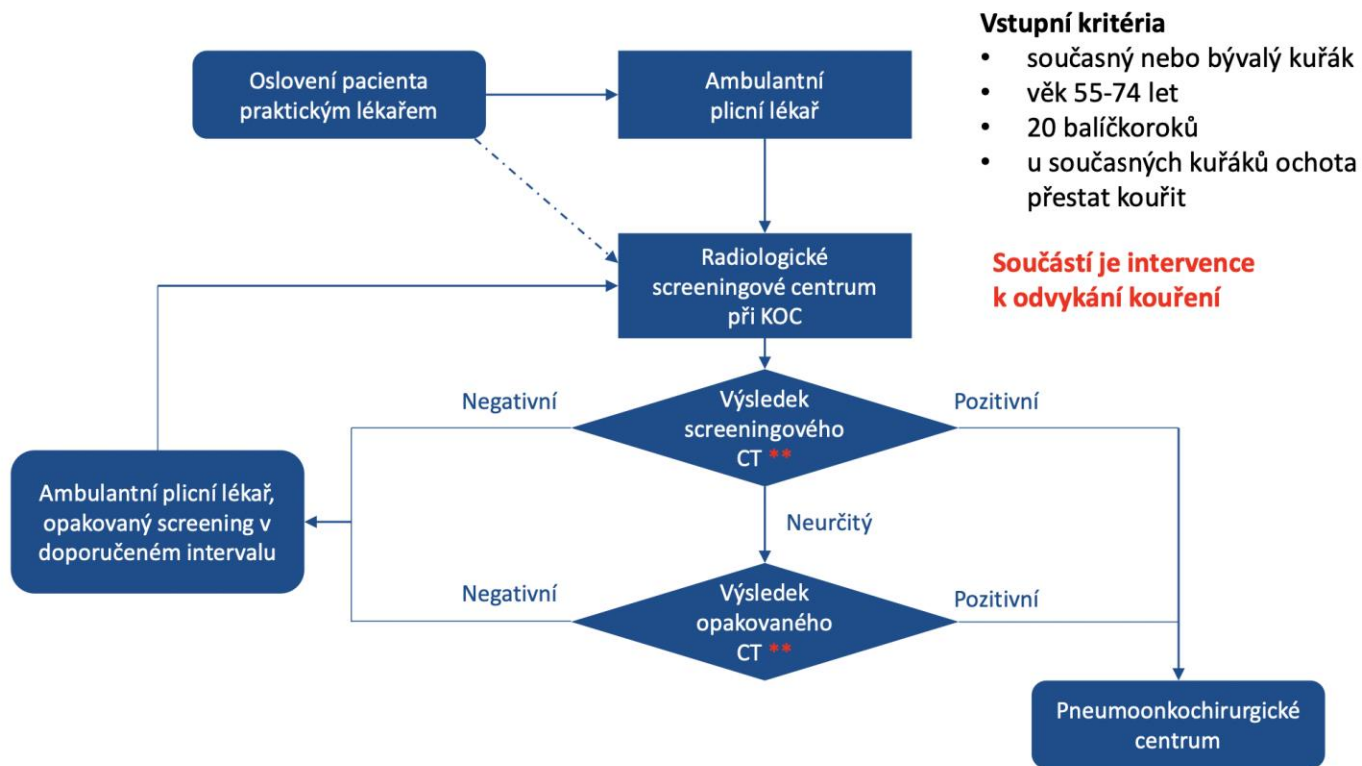 Vstupní kritéria
• současný nebo bývalý kuřák
• věk 55-74 let
• 20 balíčkoroků
• u současných kuřáků ochota
přestat kouřit
Součástí je intervence
k odvykání kouření
Oslovení pacienta
praktickým lékařem
Ambulantní
plicní lékař
Radiologické
screeningové centrum
při KOC
Negativní
Výsledek
screeningového
CT **
Pozitivní
Ambulantní plicní lékař,
opakovaný screening v
doporučeném intervalu
Neurčitý
Negativní
Výsledek
opakovaného
CT **
Pozitivní
Pneumoonkochirurgické
centrum